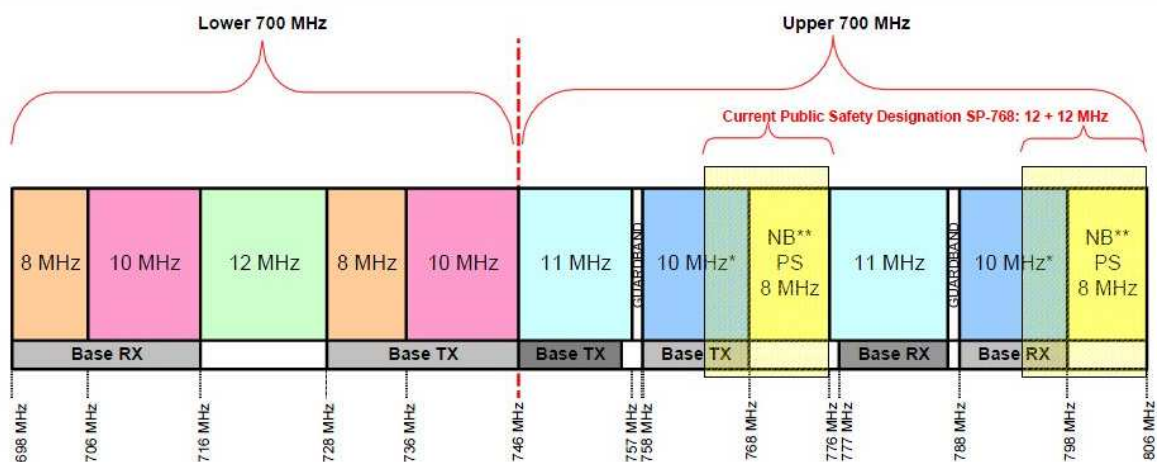 Lower 700 MHz
Upper 700 MHz
Current Public Safety Designation SP-768: 12 + 12 MHz
8 MHz
10 MHz
12 MHz
8 MHz
10 MHz
11 MHz
GUARDBAND
10 MHz*
NB**
PS
8 MHz
11 MHz
GUARDBAND
10 MHz*
NB**
PS
8 MHz
Base RX
Base TX
Base TX
Base TX
Base RX
Base RX
698 MHz
706 MHz
716 MHz
728 MHz
736 MHz
746 MHz
757 MHz
758 MHz
768 MHz
776 MHz
777 MHz
788 MHz
798 MHz
806 MHz